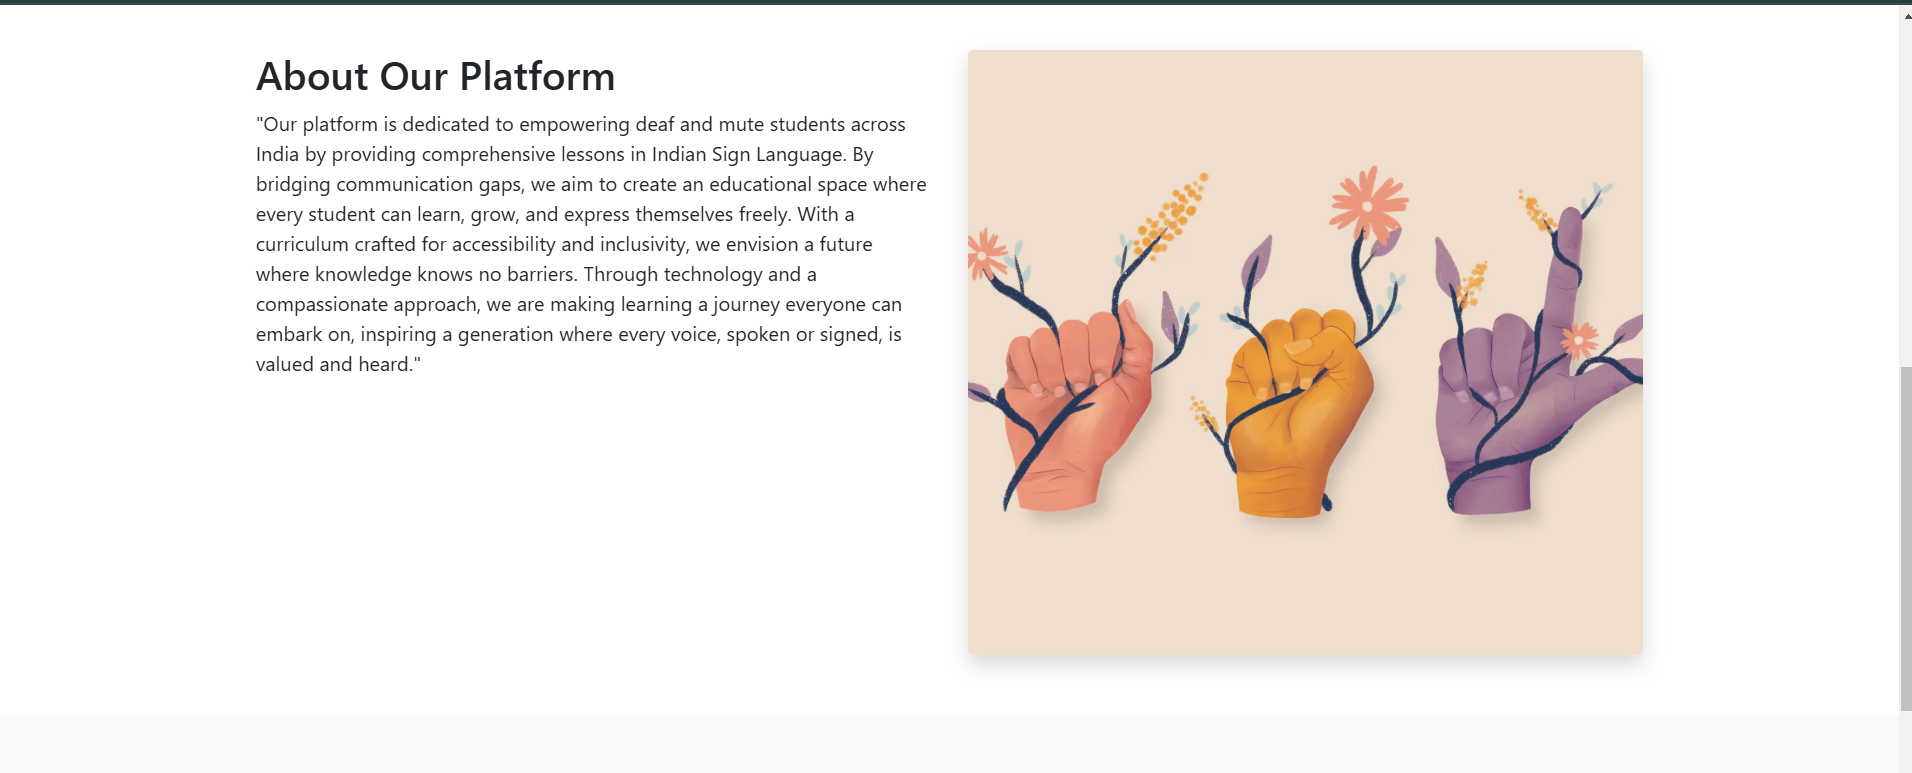 About Our Platform
"Our platform is dedicated to empowering deaf and mute students across
India by providing comprehensive lessons in Indian Sign Language. By
bridging communication gaps, we aim to create an educational space where
every student can learn, grow, and express themselves freely. With a
curriculum crafted for accessibility and inclusivity, we envision a future
where knowledge knows no barriers. Through technology and a
compassionate approach, we are making learning a journey everyone can
embark on, inspiring a generation where every voice, spoken or signed, is
valued and heard."